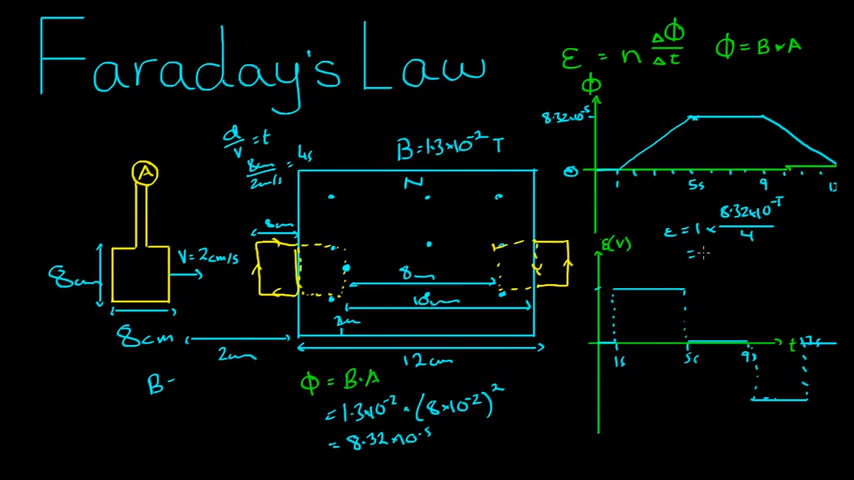 Faraday's Law
ε = n ΔΦ/Δt
Φ = B × A
Φ
8.32×10⁻⁵
0
1
5s
9
d/v = t
8cm/2cm/s = 4s
B = 1.3×10⁻² T
N
A
V = 2cm/s
8cm
8cm
2cm
B -
8cm
8cm
10cm
2cm
12cm
Φ = B·A
= 1.3×10⁻² × (8×10⁻²)²
= 8.32×10⁻⁵
ε = 1 × 8.32×10⁻⁵/4
= -
ε(V)
1s
5s
9s
t